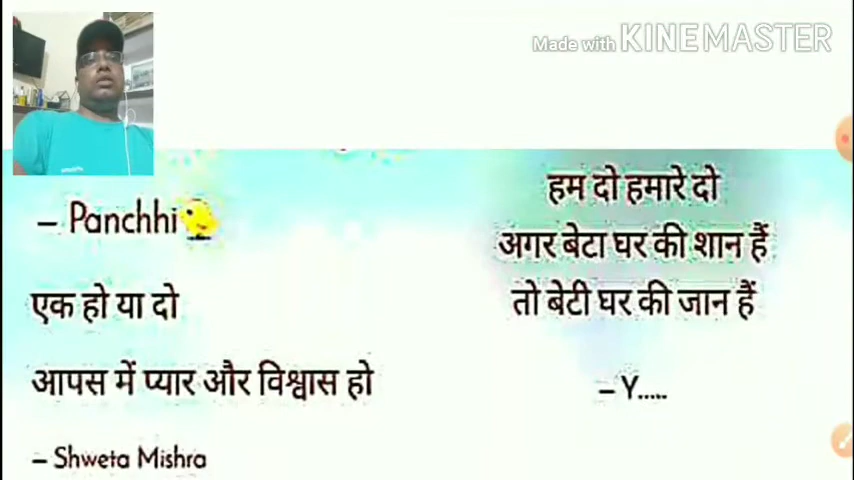 Made with KINEMASTER
– Panchhi
एक हो या दो
आपस में प्यार और विश्वास हो
– Shweta Mishra
हम दो हमारे दो
अगर बेटा घर की शान हैं
तो बेटी घर की जान हैं
– Y.....